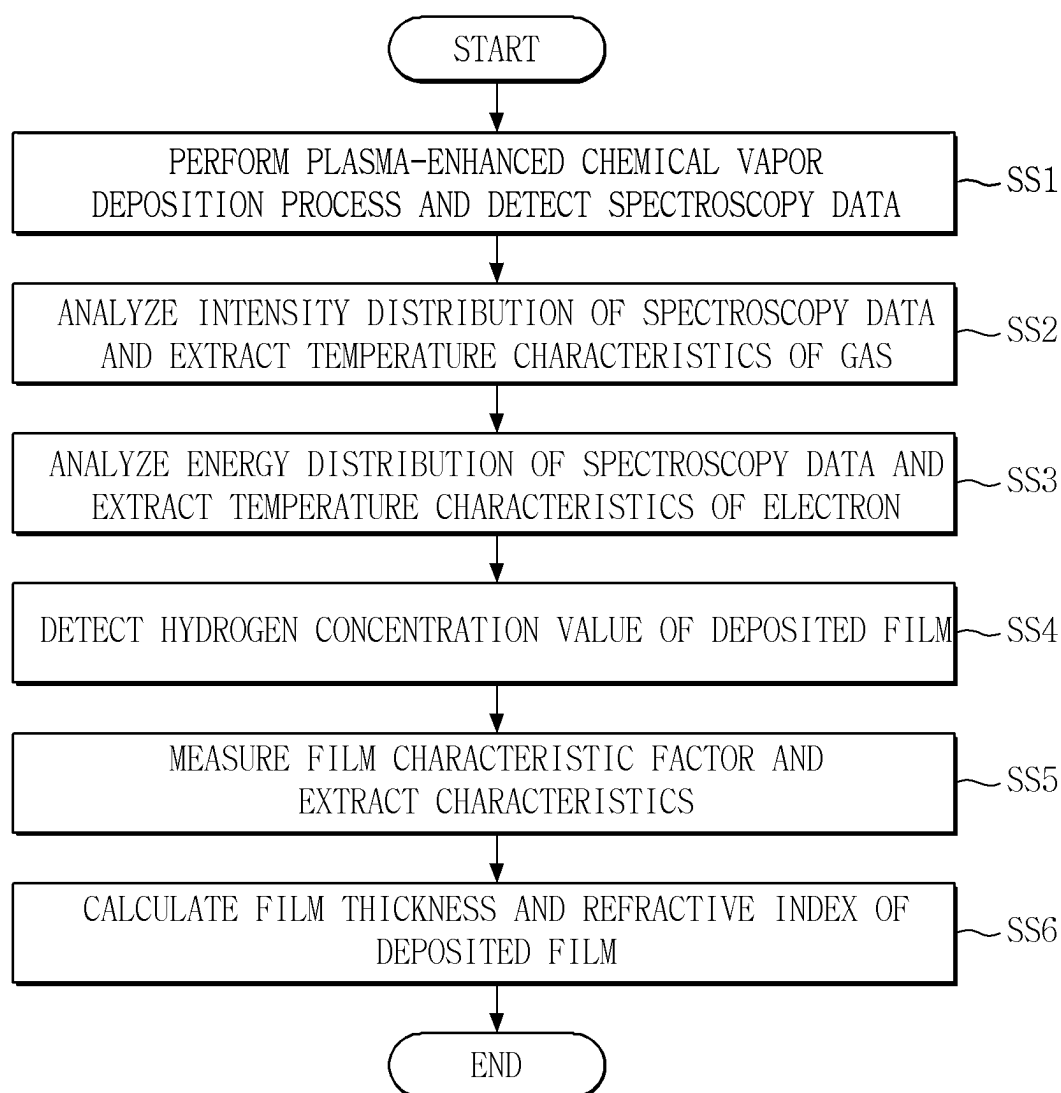 START
PERFORM PLASMA-ENHANCED CHEMICAL VAPOR
DEPOSITION PROCESS AND DETECT SPECTROSCOPY DATA
SS1
ANALYZE INTENSITY DISTRIBUTION OF SPECTROSCOPY DATA
AND EXTRACT TEMPERATURE CHARACTERISTICS OF GAS
SS2
ANALYZE ENERGY DISTRIBUTION OF SPECTROSCOPY DATA AND
EXTRACT TEMPERATURE CHARACTERISTICS OF ELECTRON
SS3
DETECT HYDROGEN CONCENTRATION VALUE OF DEPOSITED FILM
SS4
MEASURE FILM CHARACTERISTIC FACTOR AND
EXTRACT CHARACTERISTICS
SS5
CALCULATE FILM THICKNESS AND REFRACTIVE INDEX OF
DEPOSITED FILM
SS6
END